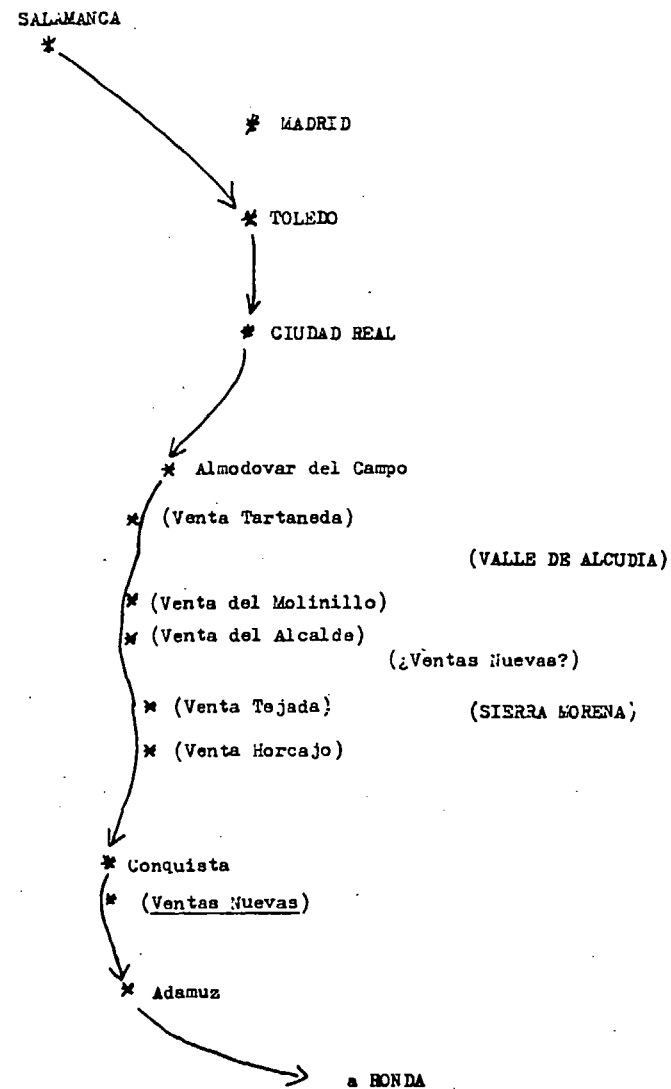 SALAMANCA
MADRID
TOLEDO
CIUDAD REAL
Almodovar del Campo
(Venta Tartaneda)
(VALLE DE ALCUDIA)
(Venta del Molinillo)
(Venta del Alcalde)
(¿Ventas Nuevas?)
(Venta Tejada)
(SIERRA MORENA)
(Venta Horcajo)
Conquista
(Ventas Nuevas)
Adamuz
a RONDA